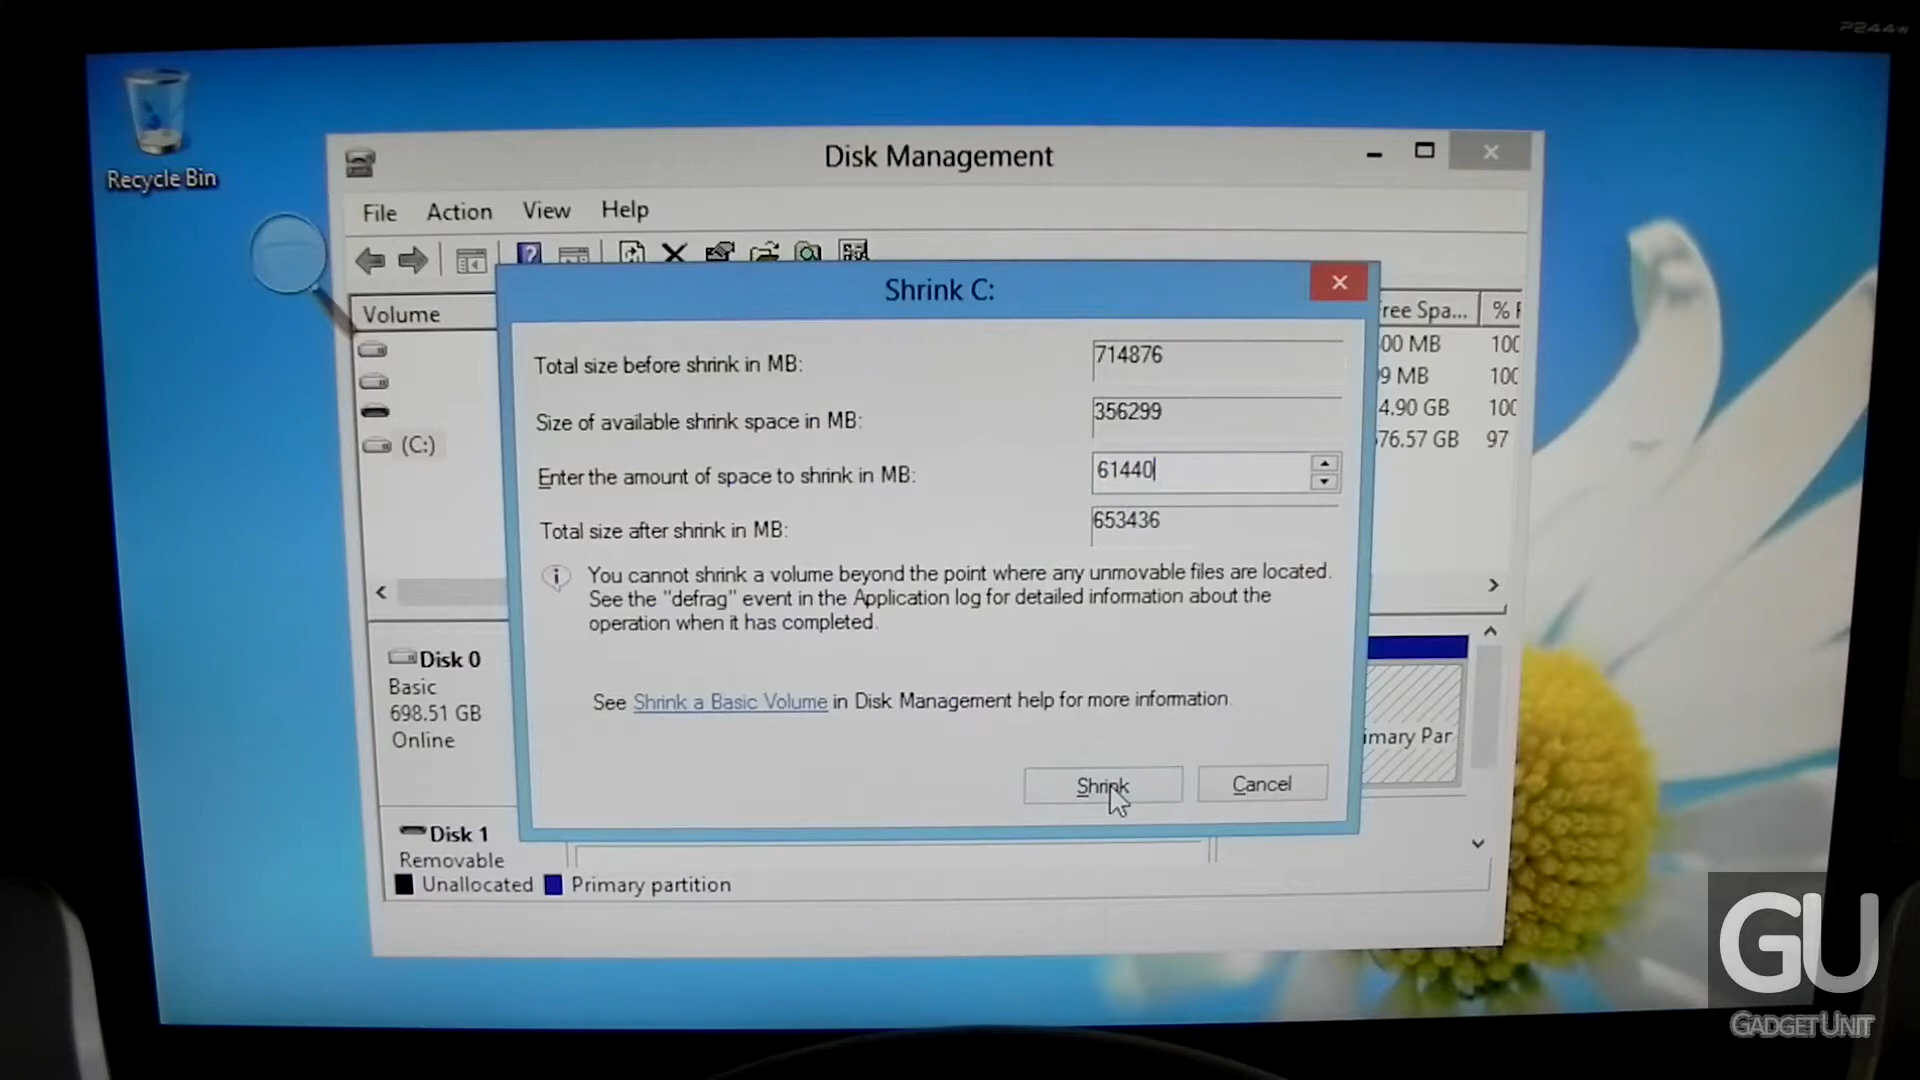 P244W
Recycle Bin
Disk Management
File Action View Help
Shrink C:
Volume
ree Spa... %
Total size before shrink in MB: 714876
00 MB 100
9 MB 100
Size of available shrink space in MB: 356299
4.90 GB 100
(C:)
76.57 GB 97
Enter the amount of space to shrink in MB: 61440
Total size after shrink in MB: 653436
You cannot shrink a volume beyond the point where any unmovable files are located.
See the "defrag" event in the Application log for detailed information about the
operation when it has completed.
Disk 0
Basic
698.51 GB
Online
See Shrink a Basic Volume in Disk Management help for more information.
imary Par
Shrink Cancel
Disk 1
Removable
Unallocated Primary partition
GU
GADGETUNIT